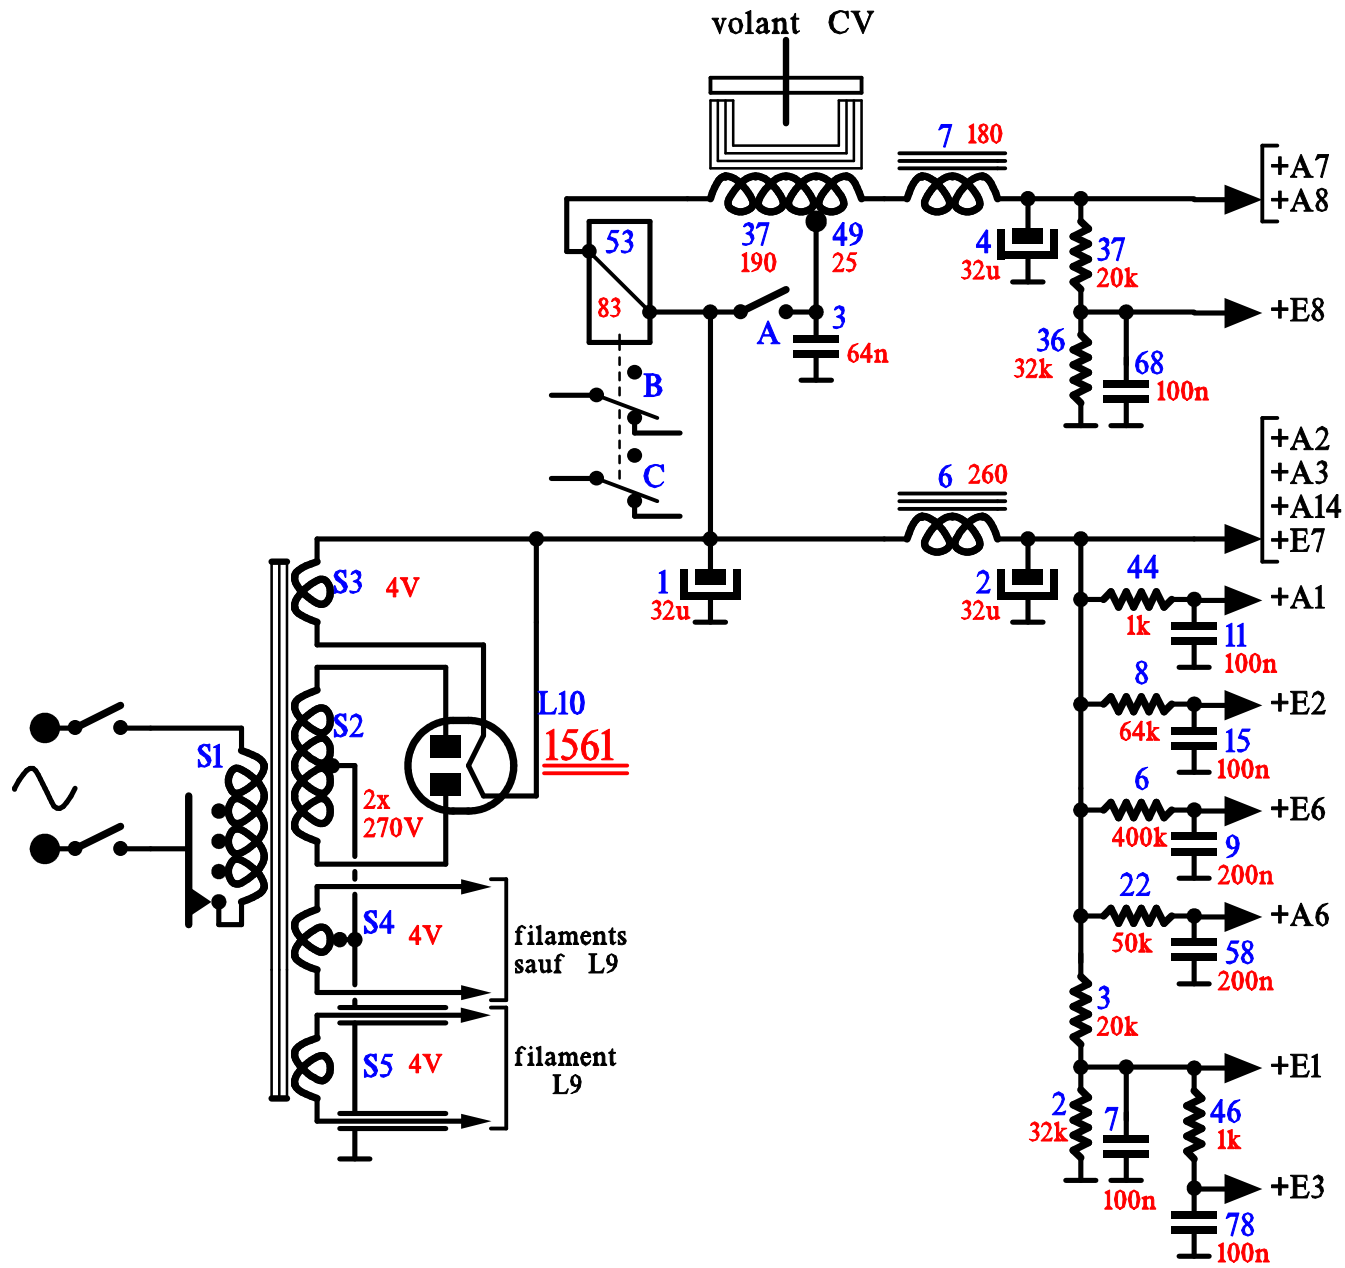 volant CV
7 180
+A7
+A8
53
83
37
190
49
25
4
32u
37
20k
+E8
A
3
64n
36
32k
68
100n
B
C
+A2
+A3
+A14
+E7
6 260
S3 4V
1
32u
2
32u
44
1k
+A1
11
100n
L10
1561
S1
S2
2x
270V
8
64k
+E2
15
100n
6
400k
+E6
9
200n
22
50k
+A6
58
200n
S4 4V
filaments
sauf L9
S5 4V
filament
L9
3
20k
+E1
2
32k
7
100n
46
1k
+E3
78
100n